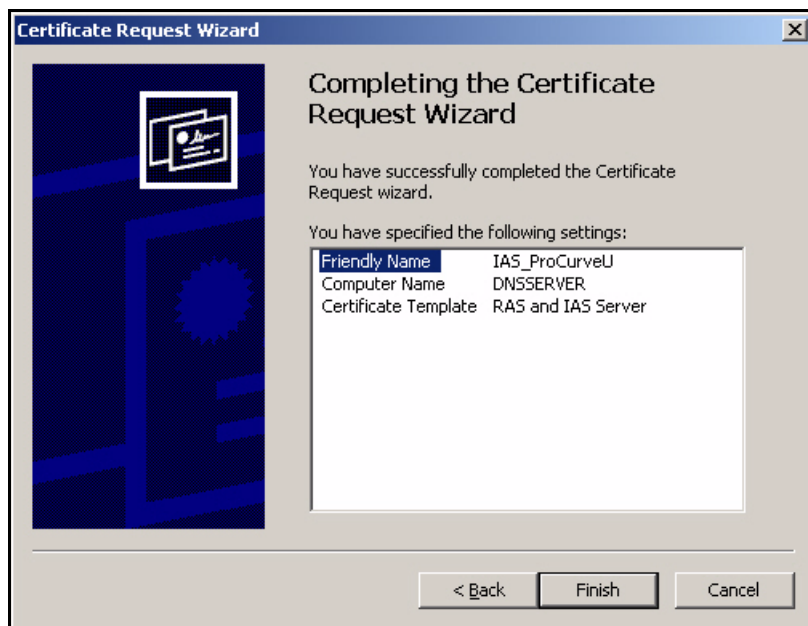 Certificate Request Wizard
Completing the Certificate
Request Wizard
You have successfully completed the Certificate
Request wizard.
You have specified the following settings:
Friendly Name IAS_ProCurveU
Computer Name DNSSERVER
Certificate Template RAS and IAS Server
< Back Finish Cancel